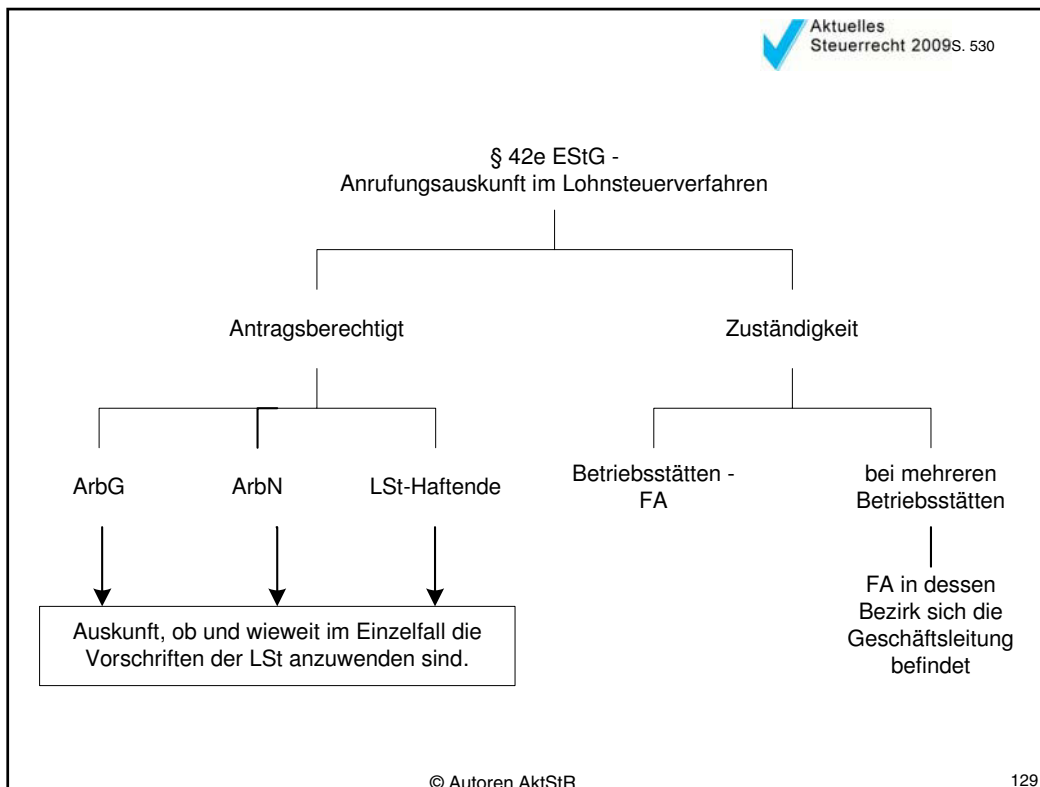 Aktuelles
Steuerrecht 2009S. 530
§ 42e EStG -
Anrufungsauskunft im Lohnsteuerverfahren
Antragsberechtigt
Zuständigkeit
ArbG
ArbN
LSt-Haftende
Betriebsstätten -
FA
bei mehreren
Betriebsstätten
Auskunft, ob und wieweit im Einzelfall die
Vorschriften der LSt anzuwenden sind.
FA in dessen
Bezirk sich die
Geschäftsleitung
befindet
© Autoren AktStR
129